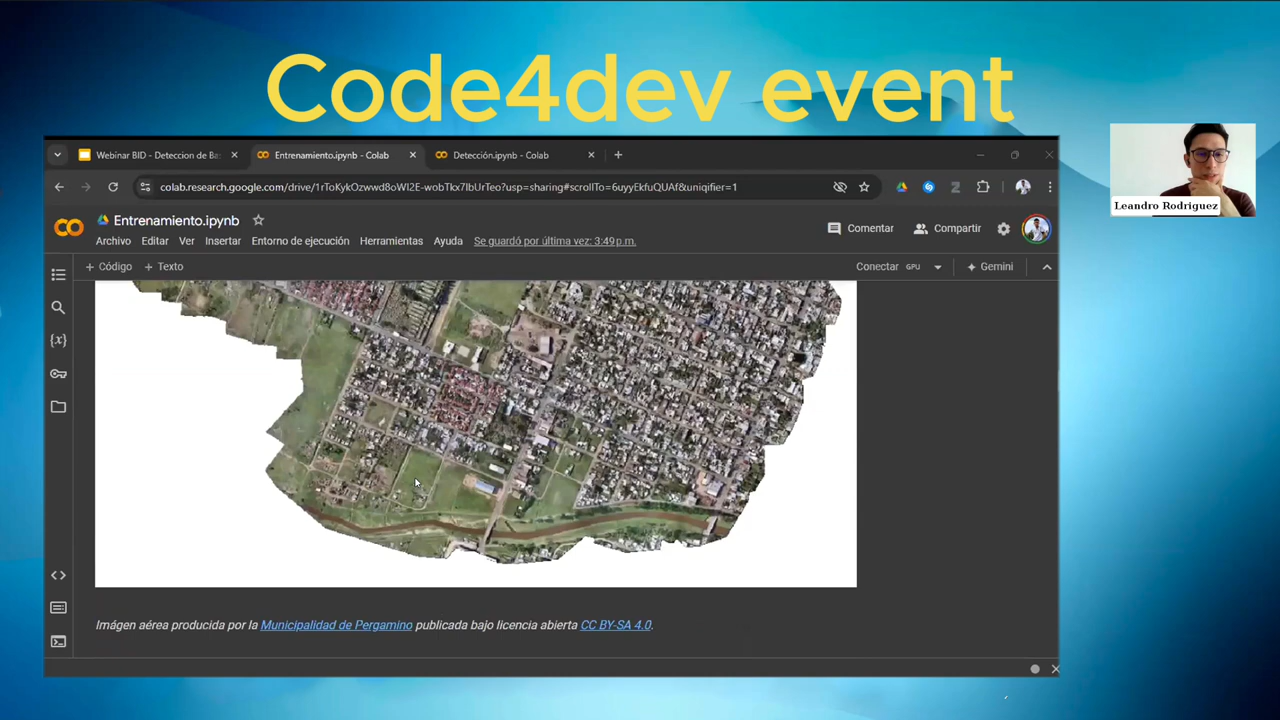 Code4dev event
Webinar BID - Deteccion de Ba
Entrenamiento.ipynb - Colab
Detección.ipynb - Colab
colab.research.google.com/drive/1rToKykOzwwd8oWI2E-wobTkx7IbUrTeo?usp=sharing#scrollTo=6uyyEkfuQUAf&uniqifier=1
Leandro Rodriguez
Entrenamiento.ipynb
Archivo Editar Ver Insertar Entorno de ejecución Herramientas Ayuda Se guardó por última vez: 3:49 p.m.
Comentar Compartir
+ Código + Texto
Conectar GPU Gemini
Imágen aérea producida por la Municipalidad de Pergamino publicada bajo licencia abierta CC BY-SA 4.0.